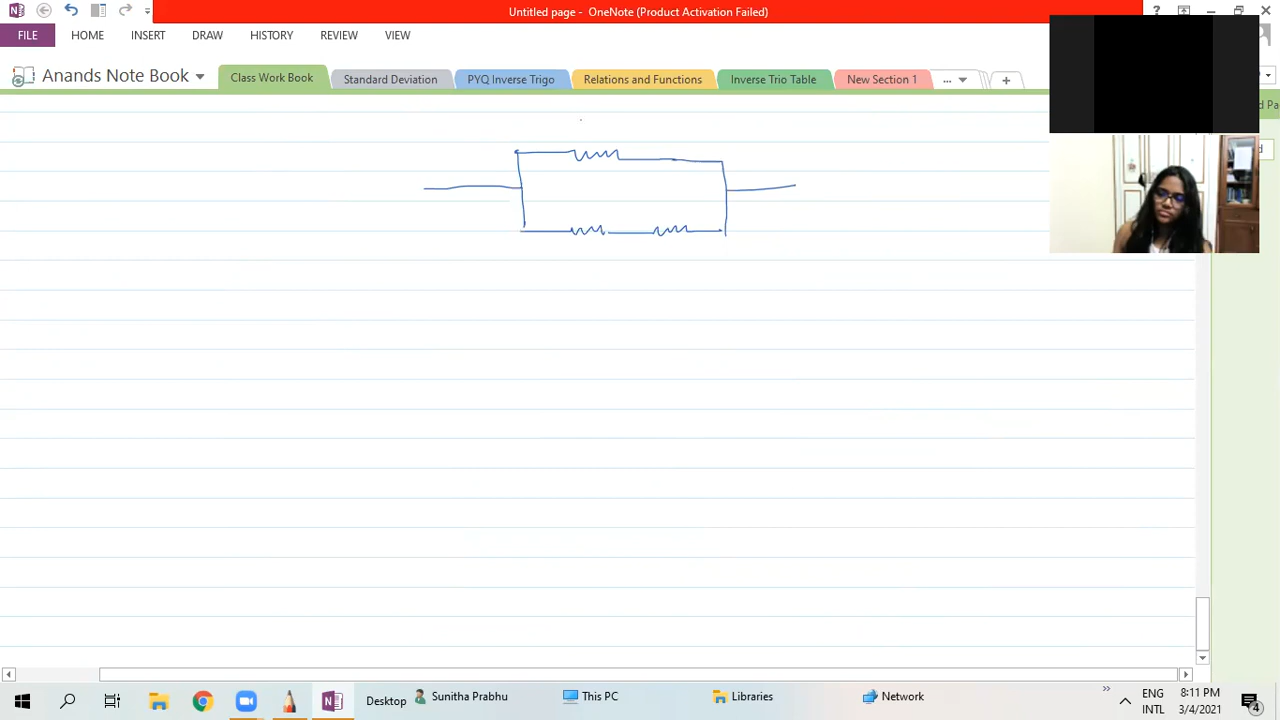 Untitled page - OneNote (Product Activation Failed)
?
FILE HOME INSERT DRAW HISTORY REVIEW VIEW
Anands Note Book Class Work Book Standard Deviation PYQ Inverse Trigo Relations and Functions Inverse Trio Table New Section 1 ... +
d Pa
d
Desktop Sunitha Prabhu This PC Libraries Network » ENG INTL 8:11 PM 3/4/2021 4